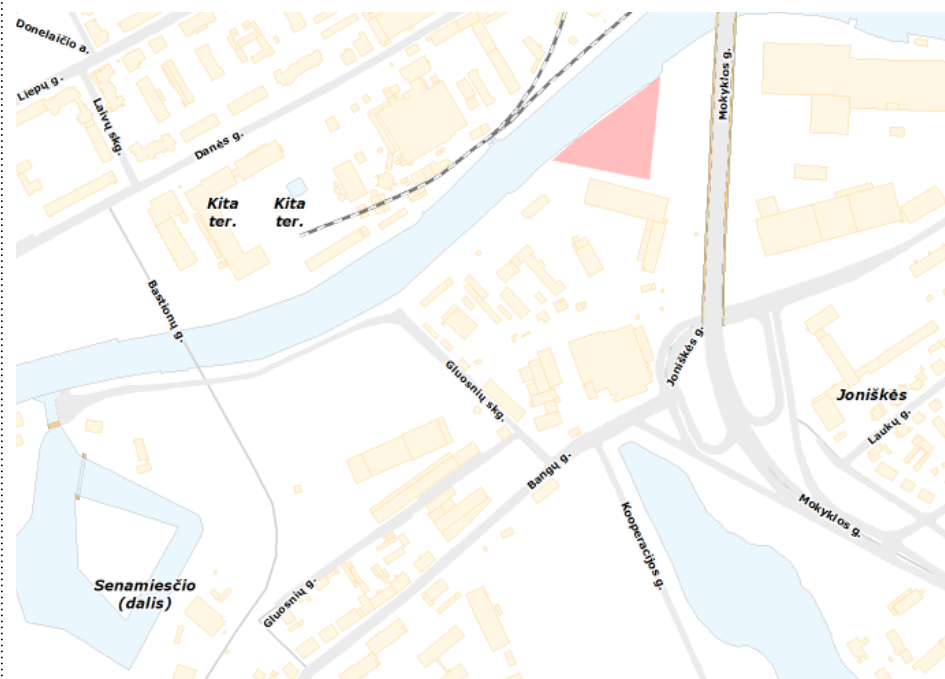 Donelaičio a.
Liepų g.
Laivų skg.
Danės g.
Mokyklos g.
Kita
ter.
Kita
ter.
Bastionų g.
Joniškės g.
Gluosnių skg.
Joniškės
Laukų g.
Bangų g.
Mokyklos g.
Kooperacijos g.
Senamiesčio
(dalis)
Gluosnių g.